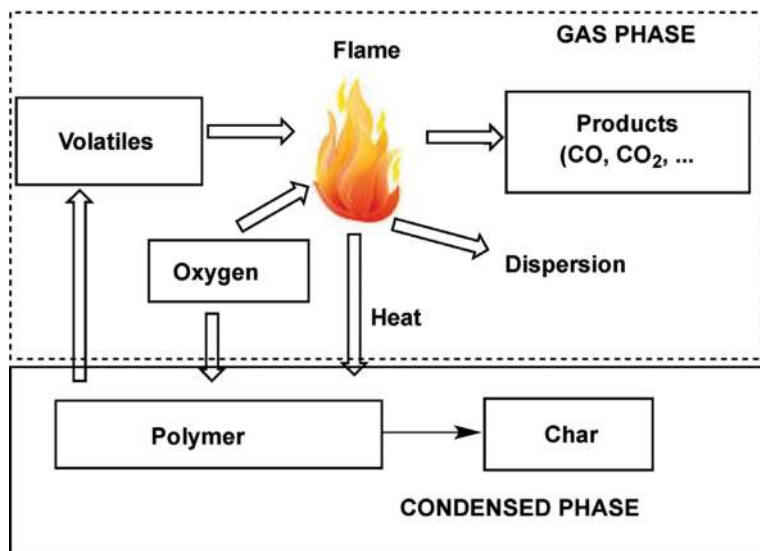 GAS PHASE
Flame
Volatiles
Products
(CO, CO₂, ...
Oxygen
Dispersion
Heat
Polymer
Char
CONDENSED PHASE